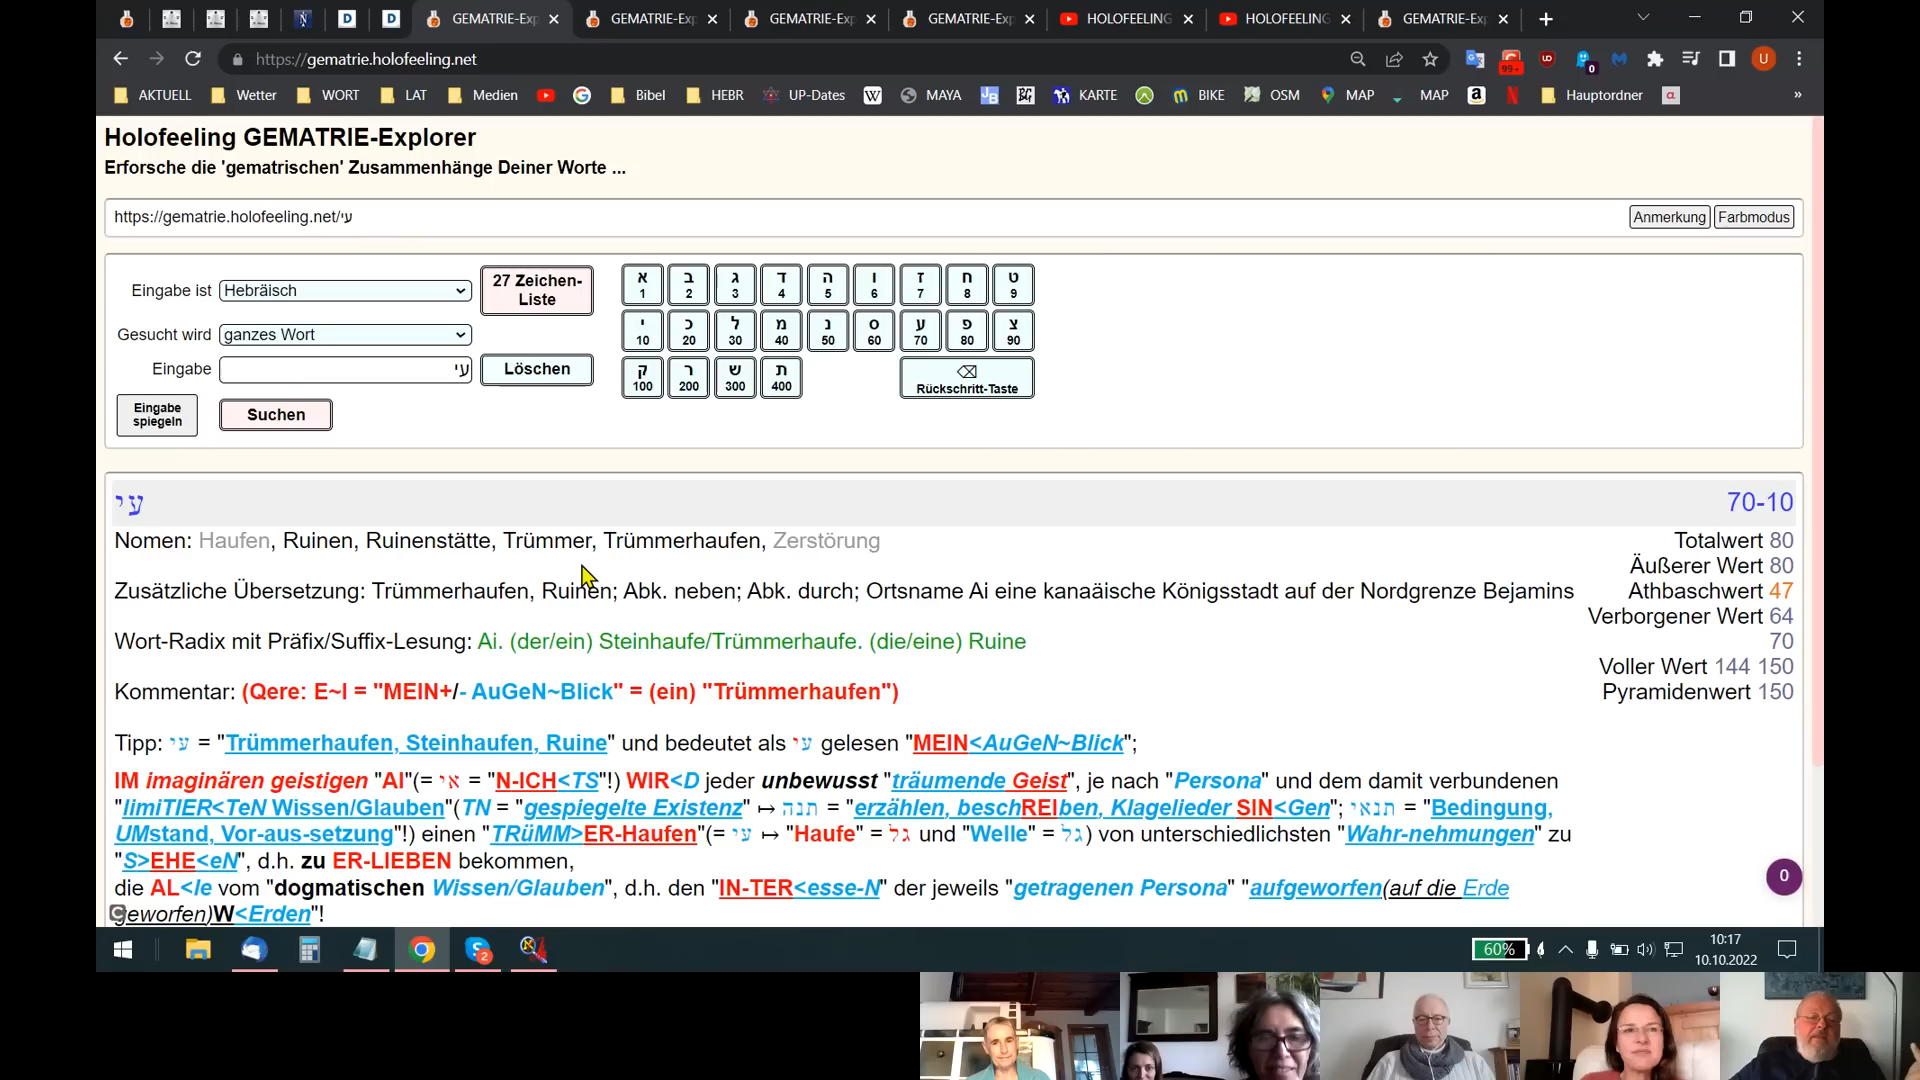 GEMATRIE-Exp GEMATRIE-Exp GEMATRIE-Exp GEMATRIE-Exp HOLOFEELING HOLOFEELING GEMATRIE-Exp
https://gematrie.holofeeling.net
AKTUELL Wetter WORT LAT Medien Bibel HEBR UP-Dates MAYA KARTE BIKE OSM MAP MAP Hauptordner »
Holofeeling GEMATRIE-Explorer
Erforsche die 'gematrischen' Zusammenhänge Deiner Worte ...
https://gematrie.holofeeling.net/עי Anmerkung Farbmodus
Eingabe ist Hebräisch 27 Zeichen-Liste
Gesucht wird ganzes Wort
Eingabe עי Löschen
Eingabe spiegeln Suchen
א ב ג ד ה ו ז ח ט
1 2 3 4 5 6 7 8 9
י כ ל מ נ ס ע פ צ
10 20 30 40 50 60 70 80 90
ק ר ש ת ⌫
100 200 300 400 Rückschritt-Taste
עי 70-10
Nomen: Haufen, Ruinen, Ruinenstätte, Trümmer, Trümmerhaufen, Zerstörung
Totalwert 80
Äußerer Wert 80
Zusätzliche Übersetzung: Trümmerhaufen, Ruinen; Abk. neben; Abk. durch; Ortsname Ai eine kanaäische Königsstadt auf der Nordgrenze Bejamins
Athbaschwert 47
Verborgener Wert 64
70
Wort-Radix mit Präfix/Suffix-Lesung: Ai. (der/ein) Steinhaufe/Trümmerhaufe. (die/eine) Ruine
Voller Wert 144 150
Pyramidenwert 150
Kommentar: (Qere: E~I = "MEIN+/- AuGeN~Blick" = (ein) "Trümmerhaufen")
Tipp: עי = "Trümmerhaufen, Steinhaufen, Ruine" und bedeutet als עי gelesen "MEIN<AuGeN~Blick";
IM imaginären geistigen "AI"(= אי = "N-ICH<TS"!) WIR<D jeder unbewusst "träumende Geist", je nach "Persona" und dem damit verbundenen
"limiTIER<TeN Wissen/Glauben"(TN = "gespiegelte Existenz" ↦ תנה = "erzählen, beschREIben, Klagelieder SIN<Gen"; תנאי = "Bedingung,
UMstand, Vor-aus-setzung"!) einen "TRüMM>ER-Haufen"(= עי ↦ "Haufe" = גל und "Welle" = גל) von unterschiedlichsten "Wahr-nehmungen" zu
"S>EHE<eN", d.h. zu ER-LIEBEN bekommen,
die AL<le vom "dogmatischen Wissen/Glauben", d.h. den "IN-TER<esse-N" der jeweils "getragenen Persona" "aufgeworfen(auf die Erde
geworfen)W<Erden"!
0
60% 10:17
10.10.2022